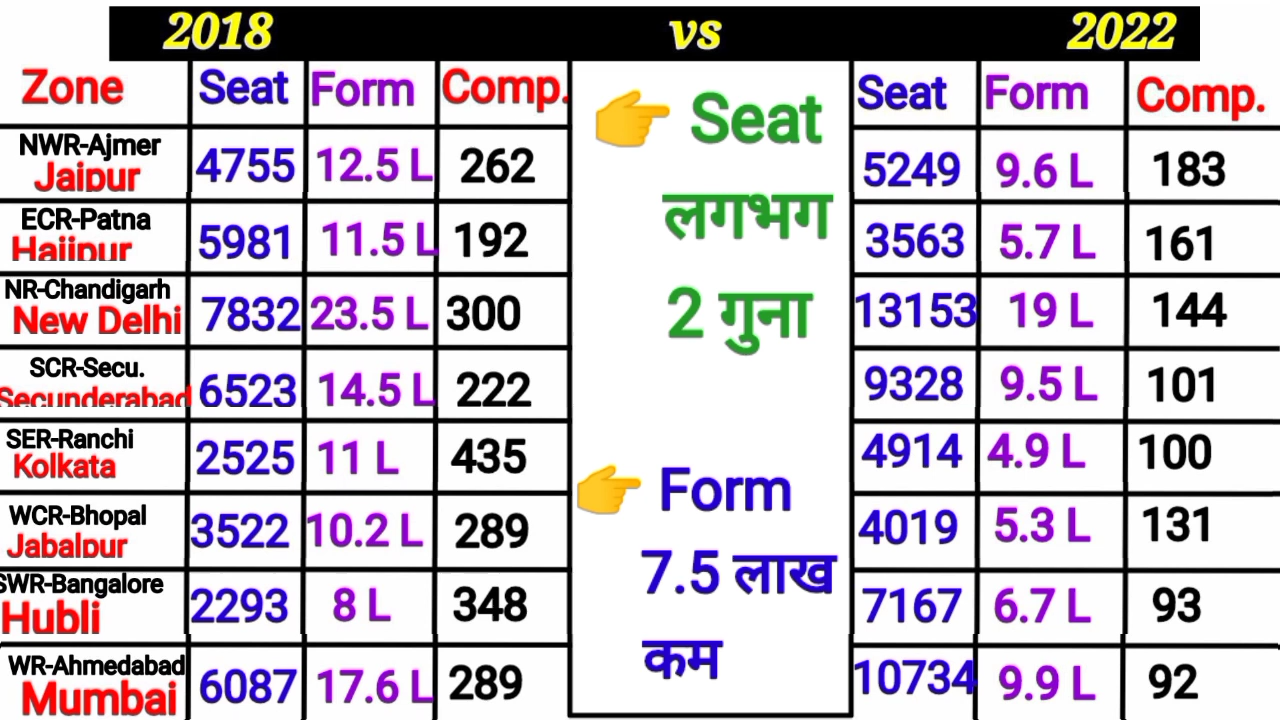 2018 vs 2022
Zone Seat Form Comp. Seat Form Comp.
NWR-Ajmer
Jaipur 4755 12.5 L 262 5249 9.6 L 183
ECR-Patna
Hajipur 5981 11.5 L 192 3563 5.7 L 161
NR-Chandigarh
New Delhi 7832 23.5 L 300 13153 19 L 144
SCR-Secu.
Secunderabad 6523 14.5 L 222 9328 9.5 L 101
SER-Ranchi
Kolkata 2525 11 L 435 4914 4.9 L 100
WCR-Bhopal
Jabalpur 3522 10.2 L 289 4019 5.3 L 131
SWR-Bangalore
Hubli 2293 8 L 348 7167 6.7 L 93
WR-Ahmedabad
Mumbai 6087 17.6 L 289 10734 9.9 L 92
👉 Seat
लगभग
2 गुना
👉 Form
7.5 लाख
कम